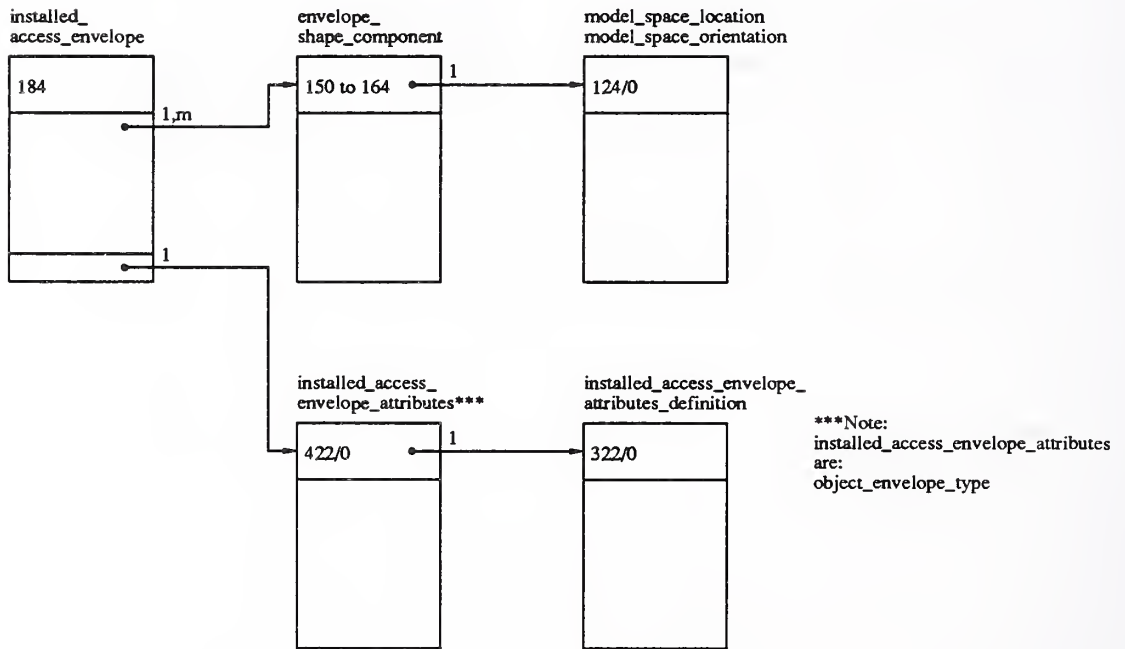 installed_
access_envelope
184
1,m
1
envelope_
shape_component
150 to 164
1
model_space_location
model_space_orientation
124/0
installed_access_
envelope_attributes***
422/0
1
installed_access_envelope_
attributes_definition
322/0
***Note:
installed_access_envelope_attributes
are:
object_envelope_type